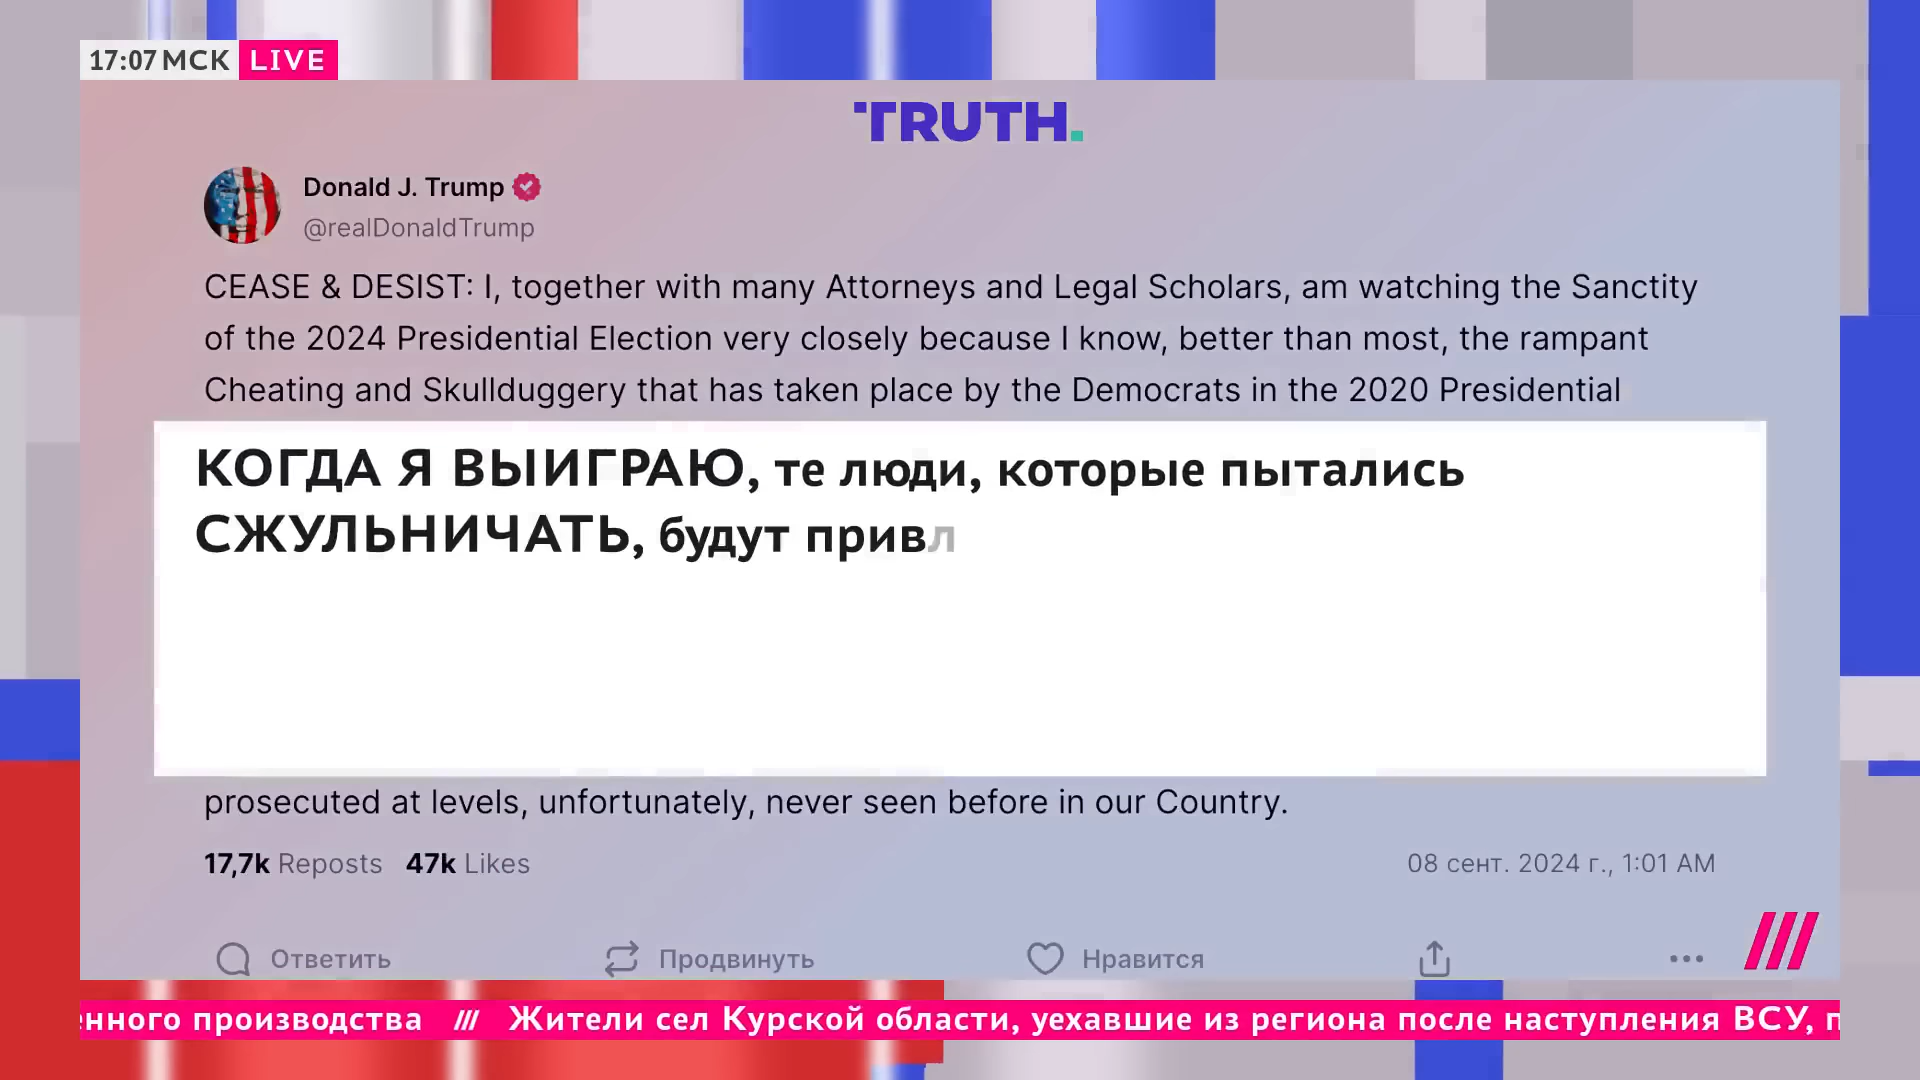 17:07 МСК LIVE
TRUTH.
Donald J. Trump
@realDonaldTrump
CEASE & DESIST: I, together with many Attorneys and Legal Scholars, am watching the Sanctity
of the 2024 Presidential Election very closely because I know, better than most, the rampant
Cheating and Skullduggery that has taken place by the Democrats in the 2020 Presidential
КОГДА Я ВЫИГРАЮ, те люди, которые пытались
СЖУЛЬНИЧАТЬ, будут привл
prosecuted at levels, unfortunately, never seen before in our Country.
17,7k Reposts 47k Likes
08 сент. 2024 г., 1:01 AM
Ответить Продвинуть Нравится
енного производства /// Жители сел Курской области, уехавшие из региона после наступления ВСУ, п